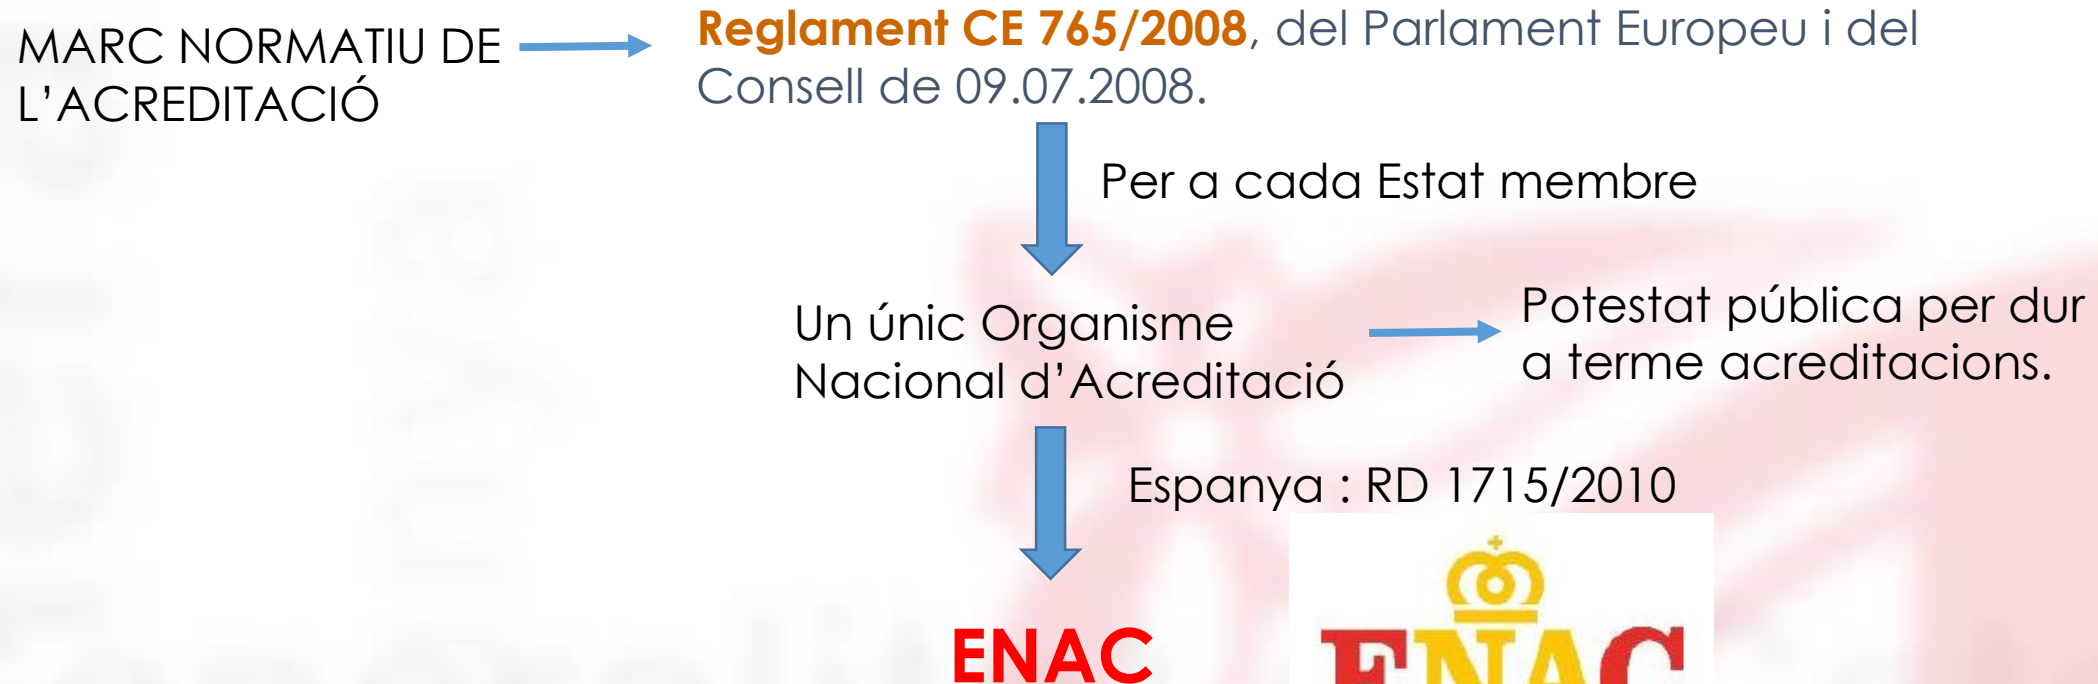 MARC NORMATIU DE
L’ACREDITACIÓ
Reglament CE 765/2008, del Parlament Europeu i del
Consell de 09.07.2008.
Per a cada Estat membre
Un únic Organisme
Nacional d’Acreditació
Potestat pública per dur
a terme acreditacions.
Espanya : RD 1715/2010
ENAC
ENAC